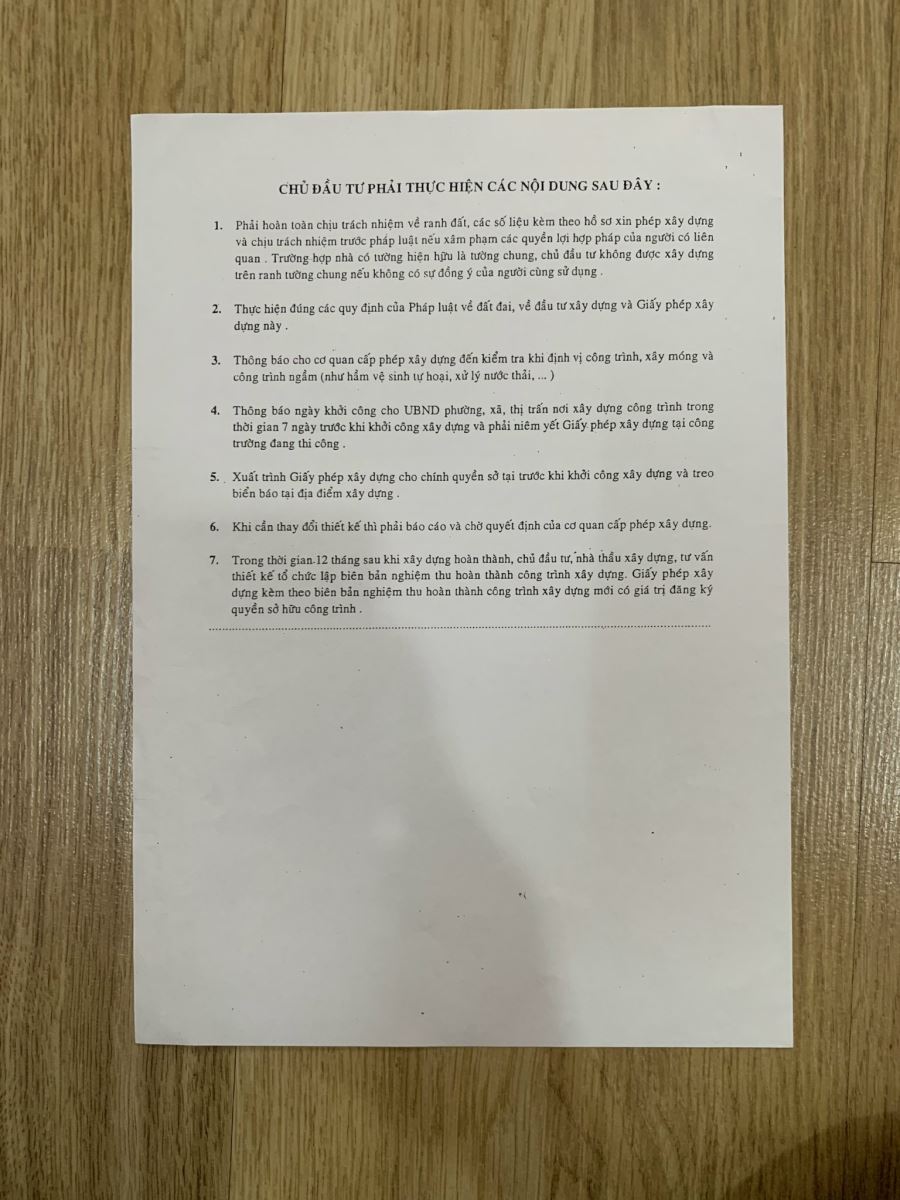 CHỦ ĐẦU TƯ PHẢI THỰC HIỆN CÁC NỘI DUNG SAU ĐÂY :
1. Phải hoàn toàn chịu trách nhiệm về ranh đất, các số liệu kèm theo hồ sơ xin phép xây dựng
và chịu trách nhiệm trước pháp luật nếu xâm phạm các quyền lợi hợp pháp của người có liên
quan . Trường hợp nhà có tường hiện hữu là tường chung, chủ đầu tư không được xây dựng
trên ranh tường chung nếu không có sự đồng ý của người cùng sử dụng .
2. Thực hiện đúng các quy định của Pháp luật về đất đai, về đầu tư xây dựng và Giấy phép xây
dựng này .
3. Thông báo cho cơ quan cấp phép xây dựng đến kiểm tra khi định vị công trình, xây móng và
công trình ngầm (như hầm vệ sinh tự hoại, xử lý nước thải, ... )
4. Thông báo ngày khởi công cho UBND phường, xã, thị trấn nơi xây dựng công trình trong
thời gian 7 ngày trước khi khởi công xây dựng và phải niêm yết Giấy phép xây dựng tại công
trường đang thi công .
5. Xuất trình Giấy phép xây dựng cho chính quyền sở tại trước khi khởi công xây dựng và treo
biển báo tại địa điểm xây dựng .
6. Khi cần thay đổi thiết kế thì phải báo cáo và chờ quyết định của cơ quan cấp phép xây dựng.
7. Trong thời gian 12 tháng sau khi xây dựng hoàn thành, chủ đầu tư, nhà thầu xây dựng, tư vấn
thiết kế tổ chức lập biên bản nghiệm thu hoàn thành công trình xây dựng. Giấy phép xây
dựng kèm theo biên bản nghiệm thu hoàn thành công trình xây dựng mới có giá trị đăng ký
quyền sở hữu công trình .